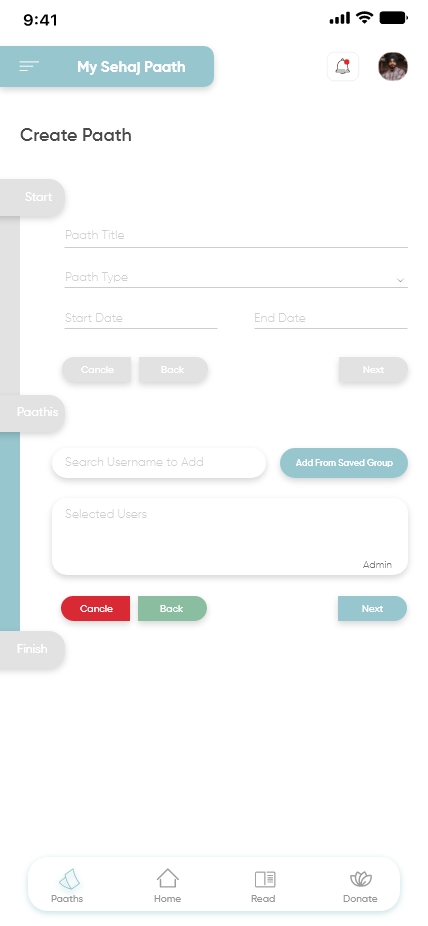 9:41
My Sehaj Paath
Create Paath
Start
Paath Title
Paath Type
Start Date End Date
Cancle Back Next
Paathis
Search Username to Add Add From Saved Group
Selected Users
Admin
Cancle Back Next
Finish
Paaths Home Read Donate